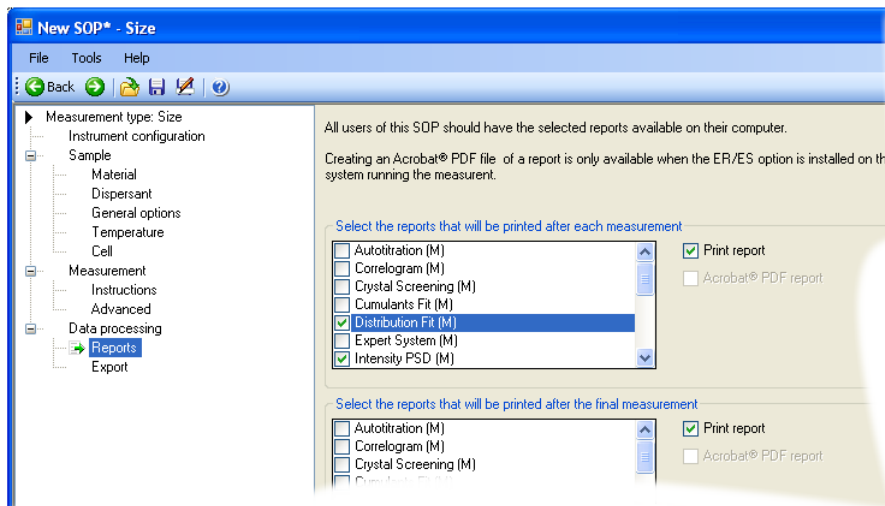 New SOP* - Size
File Tools Help
Back
Measurement type: Size
Instrument configuration
Sample
Material
Dispersant
General options
Temperature
Cell
Measurement
Instructions
Advanced
Data processing
Reports
Export
All users of this SOP should have the selected reports available on their computer.
Creating an Acrobat® PDF file of a report is only available when the ER/ES option is installed on
system running the measurent.
Select the reports that will be printed after each measurement
Autotitration (M)
Correlogram (M)
Crystal Screening (M)
Cumulants Fit (M)
Distribution Fit (M)
Expert System (M)
Intensity PSD (M)
Print report
Acrobat® PDF report
Select the reports that will be printed after the final measurement
Autotitration (M)
Correlogram (M)
Crystal Screening (M)
Print report
Acrobat® PDF report